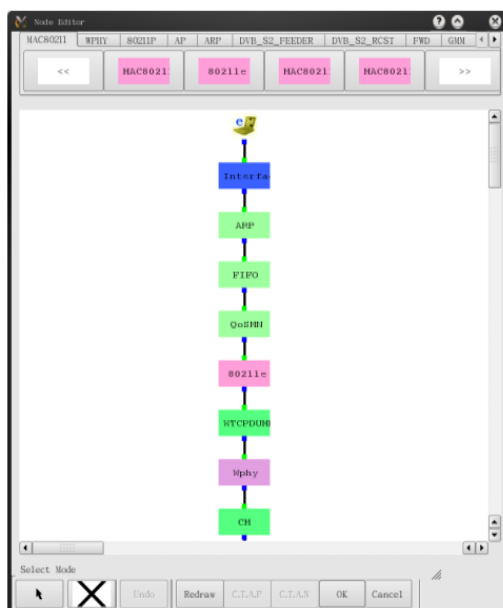 Node Editor
MAC80211 WPHY 80211P AP ARP DVB_S2_FEEDER DVB_S2_RCST FWD GMM
<< MAC8021 80211e MAC8021 MAC8021 >>
e
Interfa
ARP
FIFO
QoSMN
80211e
WTCPDUM
Wphy
CM
Select Mode
Undo Redraw C.T.A.P C.T.A.N OK Cancel